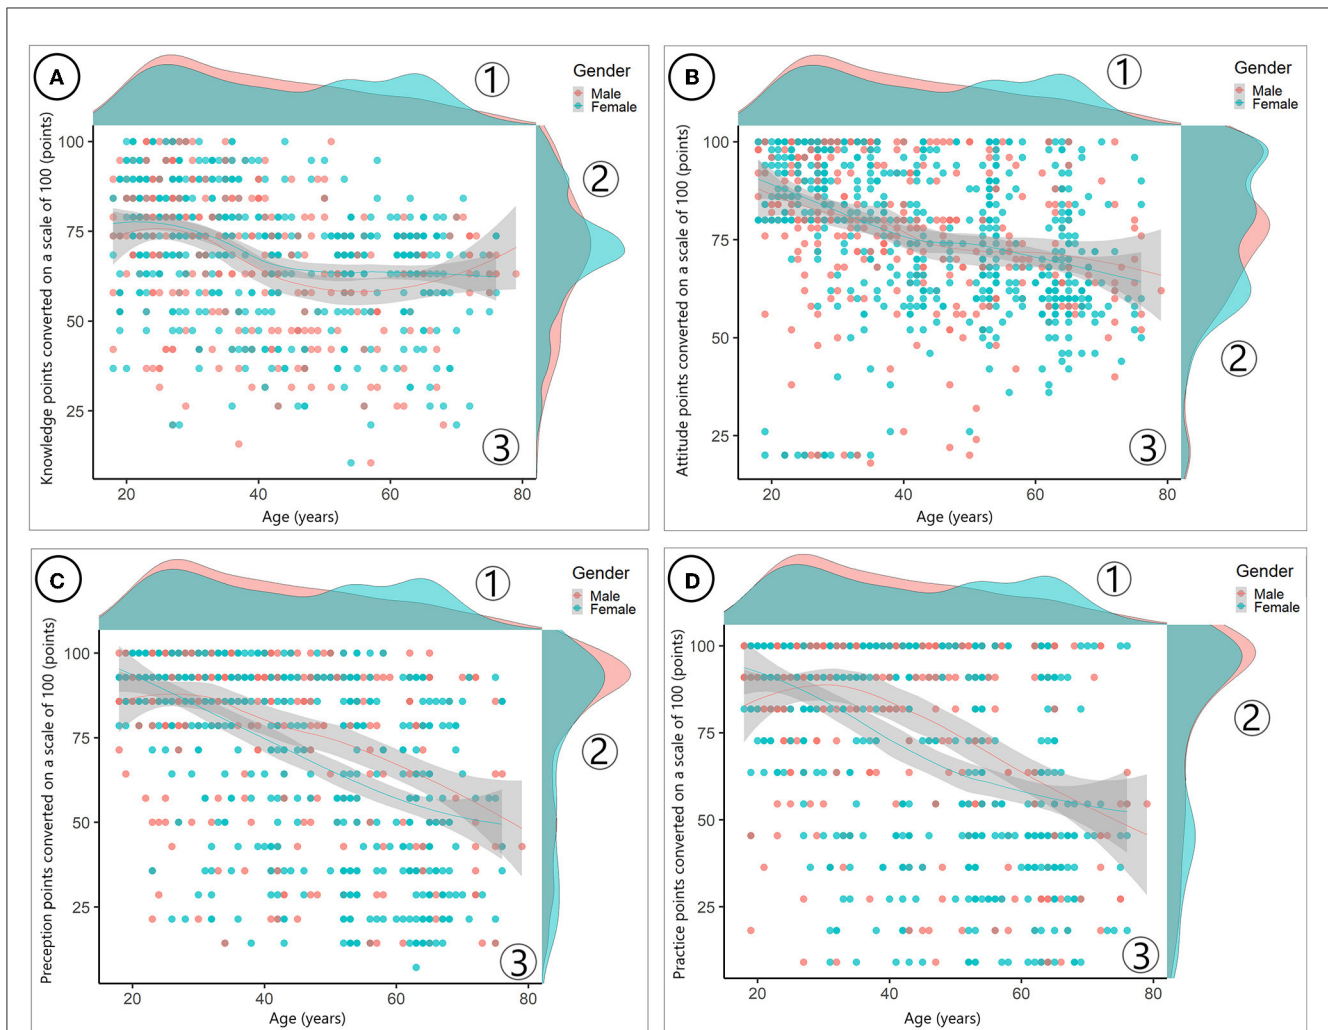 A
1
Gender
Male
Female
2
3
Knowledge points converted on a scale of 100 (points)
100
75
50
25
20 40 60 80
Age (years)
B
1
Gender
Male
Female
2
3
Attitude points converted on a scale of 100 (points)
100
75
50
25
20 40 60 80
Age (years)
C
1
Gender
Male
Female
2
3
Preception points converted on a scale of 100 (points)
100
75
50
25
20 40 60 80
Age (years)
D
1
Gender
Male
Female
2
3
Practice points converted on a scale of 100 (points)
100
75
50
25
20 40 60 80
Age (years)